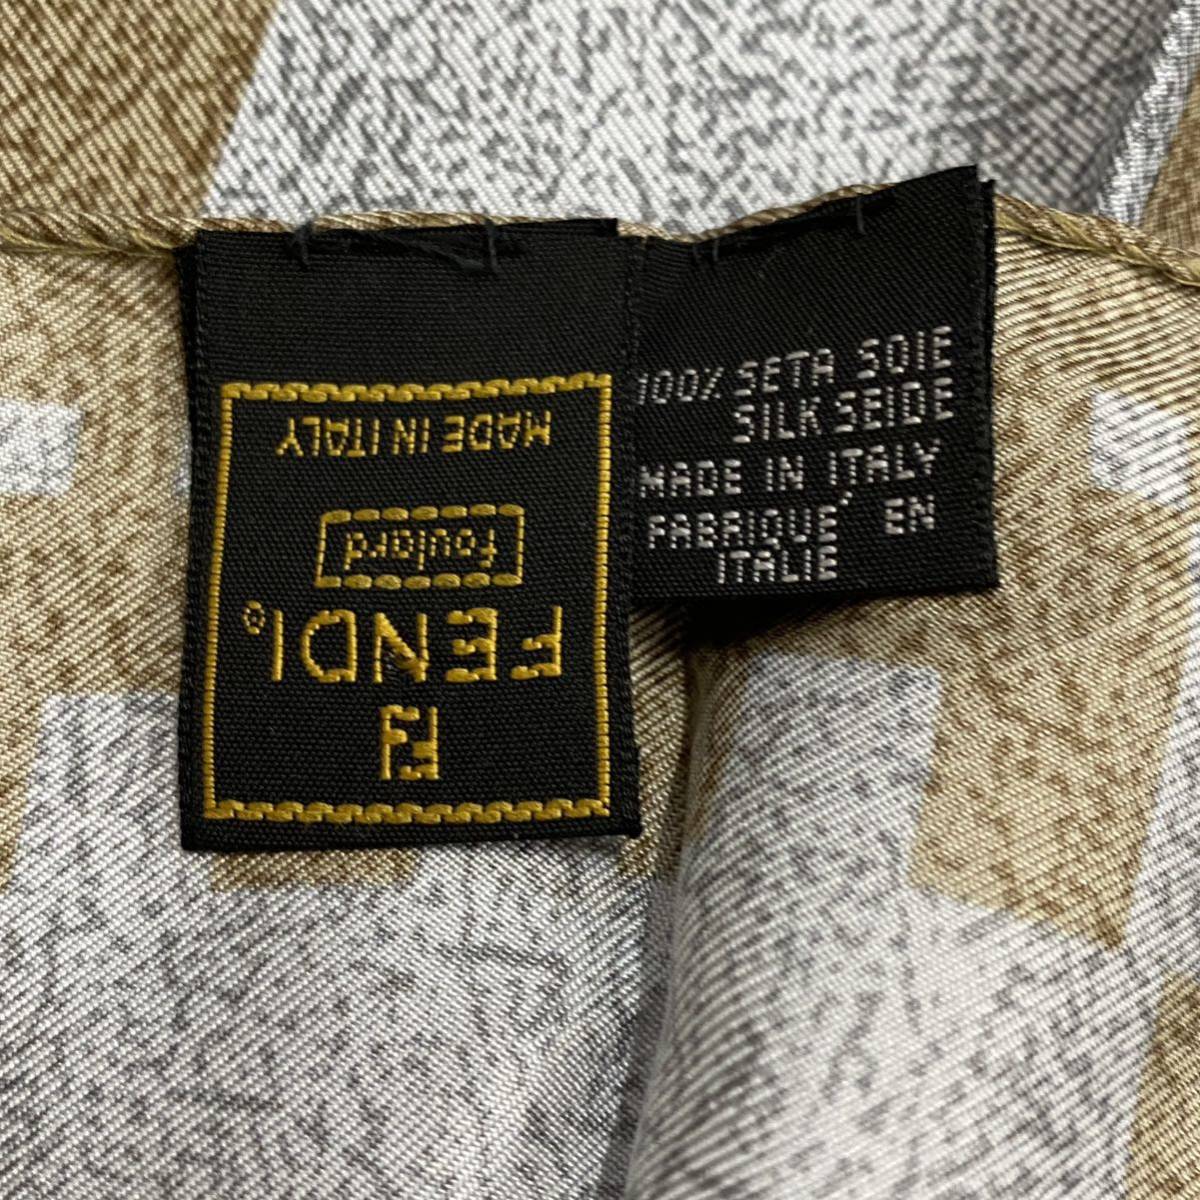 FENDI®
foulard
MADE IN ITALY
100% SETA SOIE
SILK SEIDE
MADE IN ITALY
FABRIQUE´ EN
ITALIE